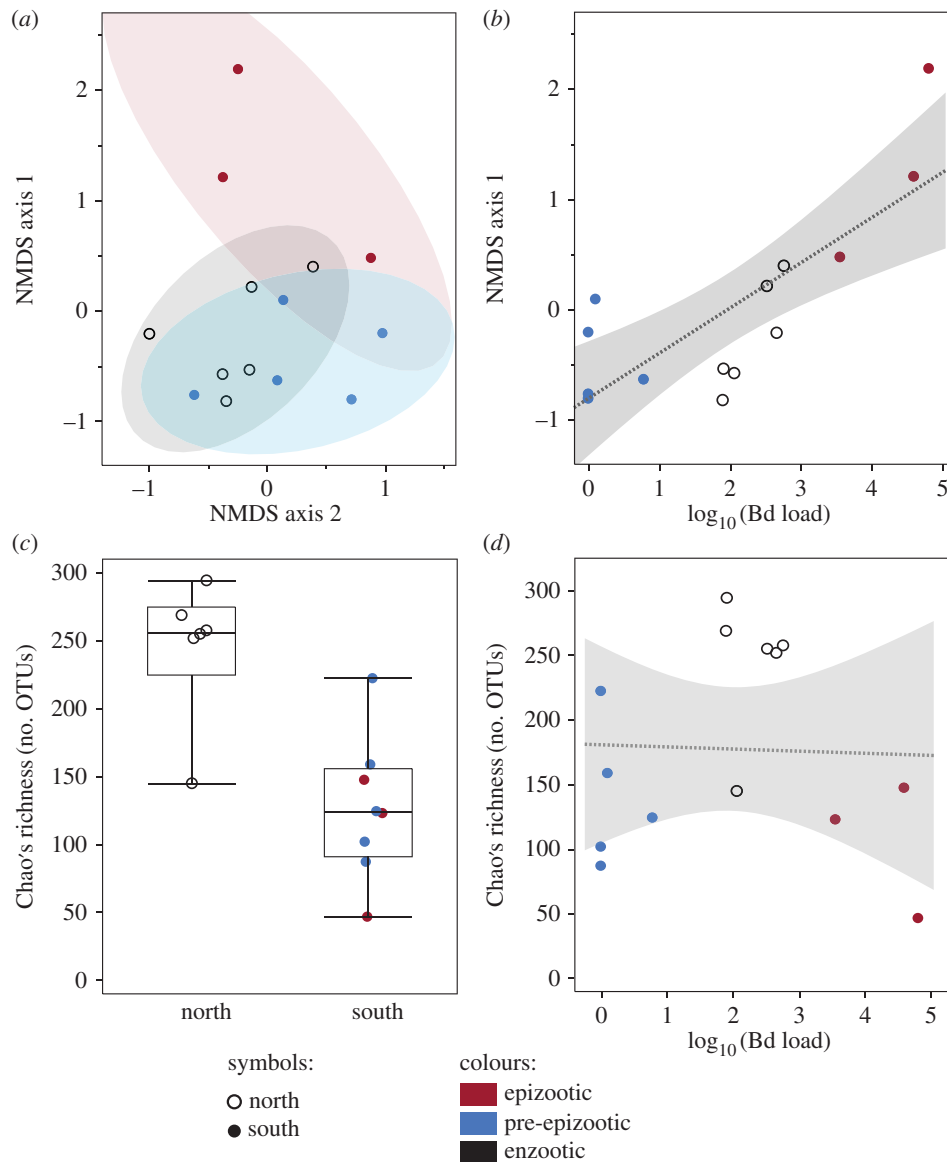 (a)
(b)
2
1
0
–1
NMDS axis 1
–1 0 1
NMDS axis 2
2
1
0
–1
NMDS axis 1
0 1 2 3 4 5
log10 (Bd load)
(c)
(d)
300
250
200
150
100
50
0
Chao's richness (no. OTUs)
north south
300
250
200
150
100
50
0
Chao's richness (no. OTUs)
0 1 2 3 4 5
log10 (Bd load)
symbols:
north
south
colours:
epizootic
pre-epizootic
enzootic